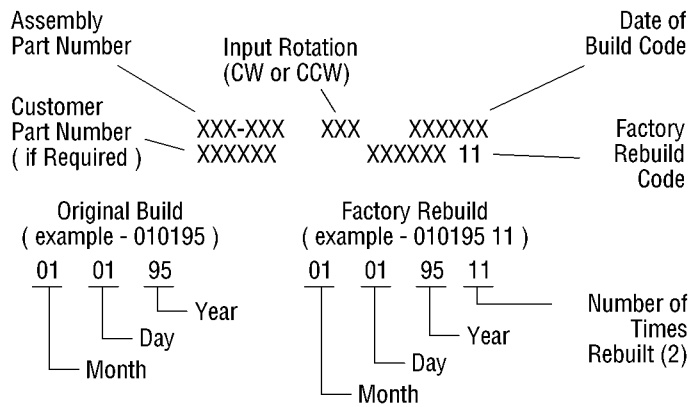 Assembly
Part Number
Input Rotation
(CW or CCW)
Date of
Build Code
Customer
Part Number
( if Required )
XXX-XXX XXX XXXXXX
XXXXXX XXXXXX 11
Factory
Rebuild
Code
Original Build
( example - 010195 )
01 01 95
Year
Day
Month
Factory Rebuild
( example - 010195 11 )
01 01 95 11
Number of
Times
Rebuilt (2)
Year
Day
Month